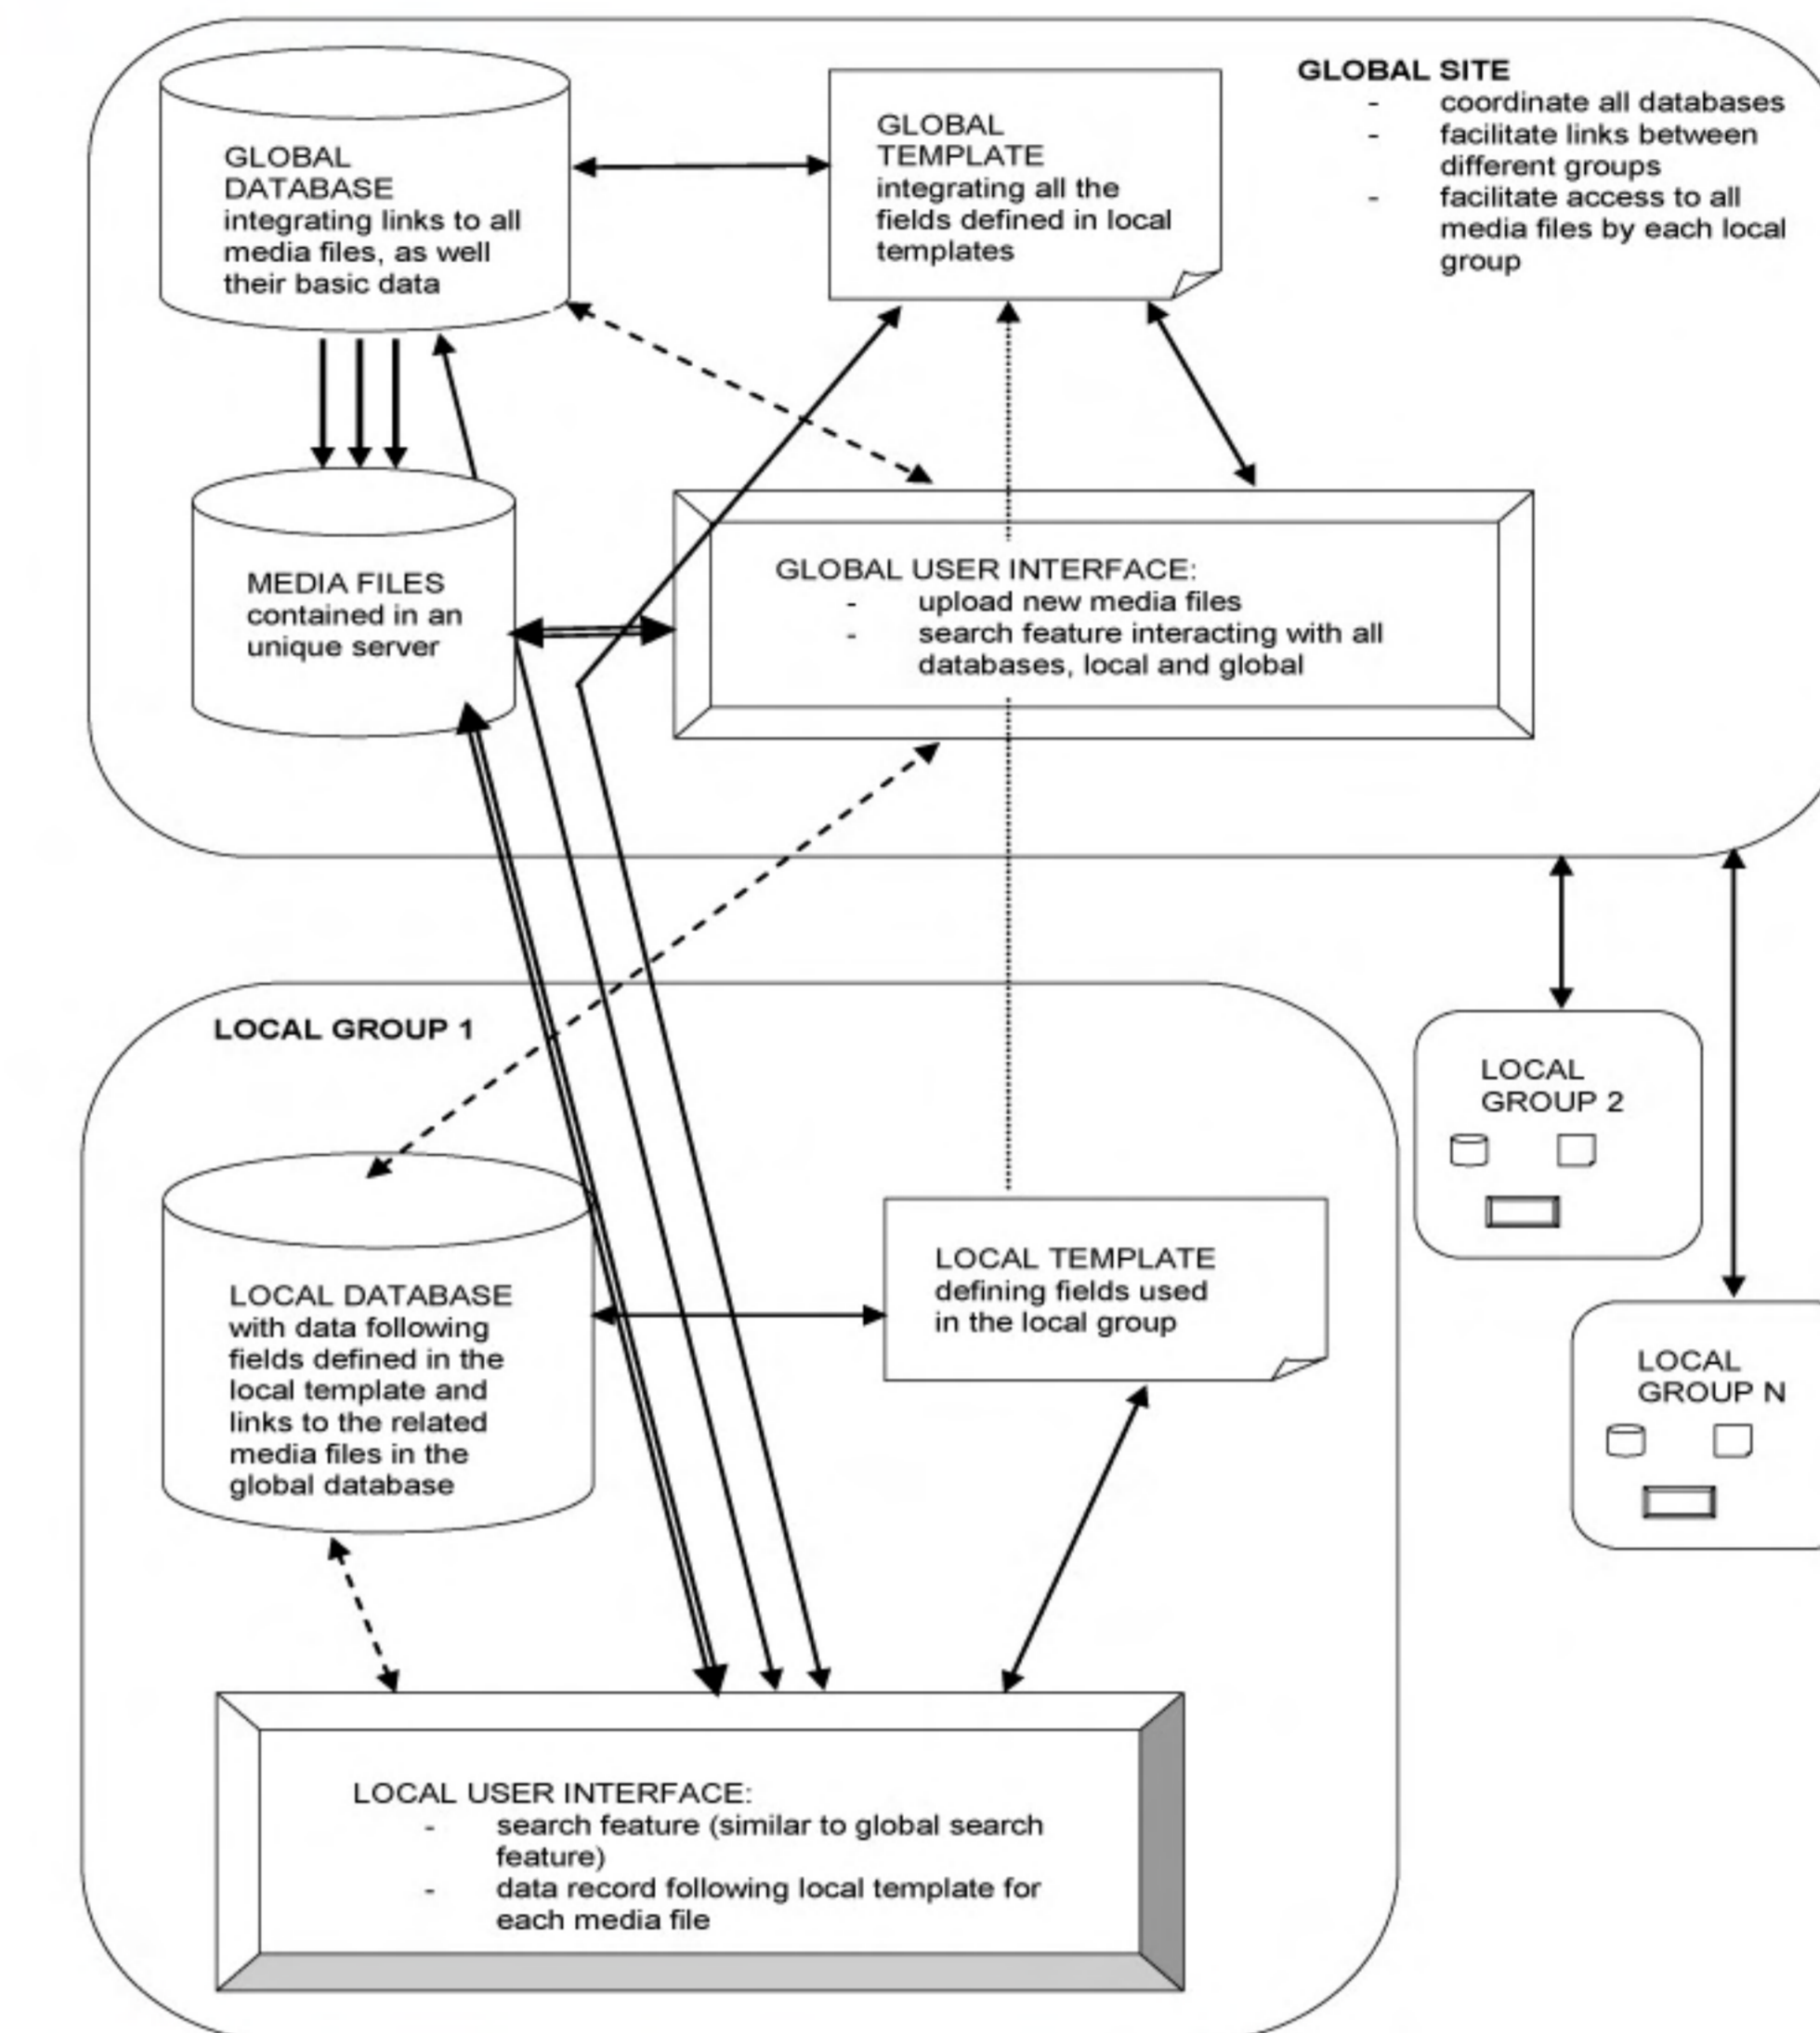 GLOBAL SITE
- coordinate all databases
- facilitate links between
different groups
- facilitate access to all
media files by each local
group
GLOBAL
DATABASE
integrating links to all
media files, as well
their basic data
GLOBAL
TEMPLATE
integrating all the
fields defined in local
templates
MEDIA FILES
contained in an
unique server
GLOBAL USER INTERFACE:
- upload new media files
- search feature interacting with all
databases, local and global
LOCAL GROUP 1
LOCAL DATABASE
with data following
fields defined in the
local template and
links to the related
media files in the
global database
LOCAL TEMPLATE
defining fields used
in the local group
LOCAL USER INTERFACE:
- search feature (similar to global search
feature)
- data record following local template for
each media file
LOCAL
GROUP 2
LOCAL
GROUP N